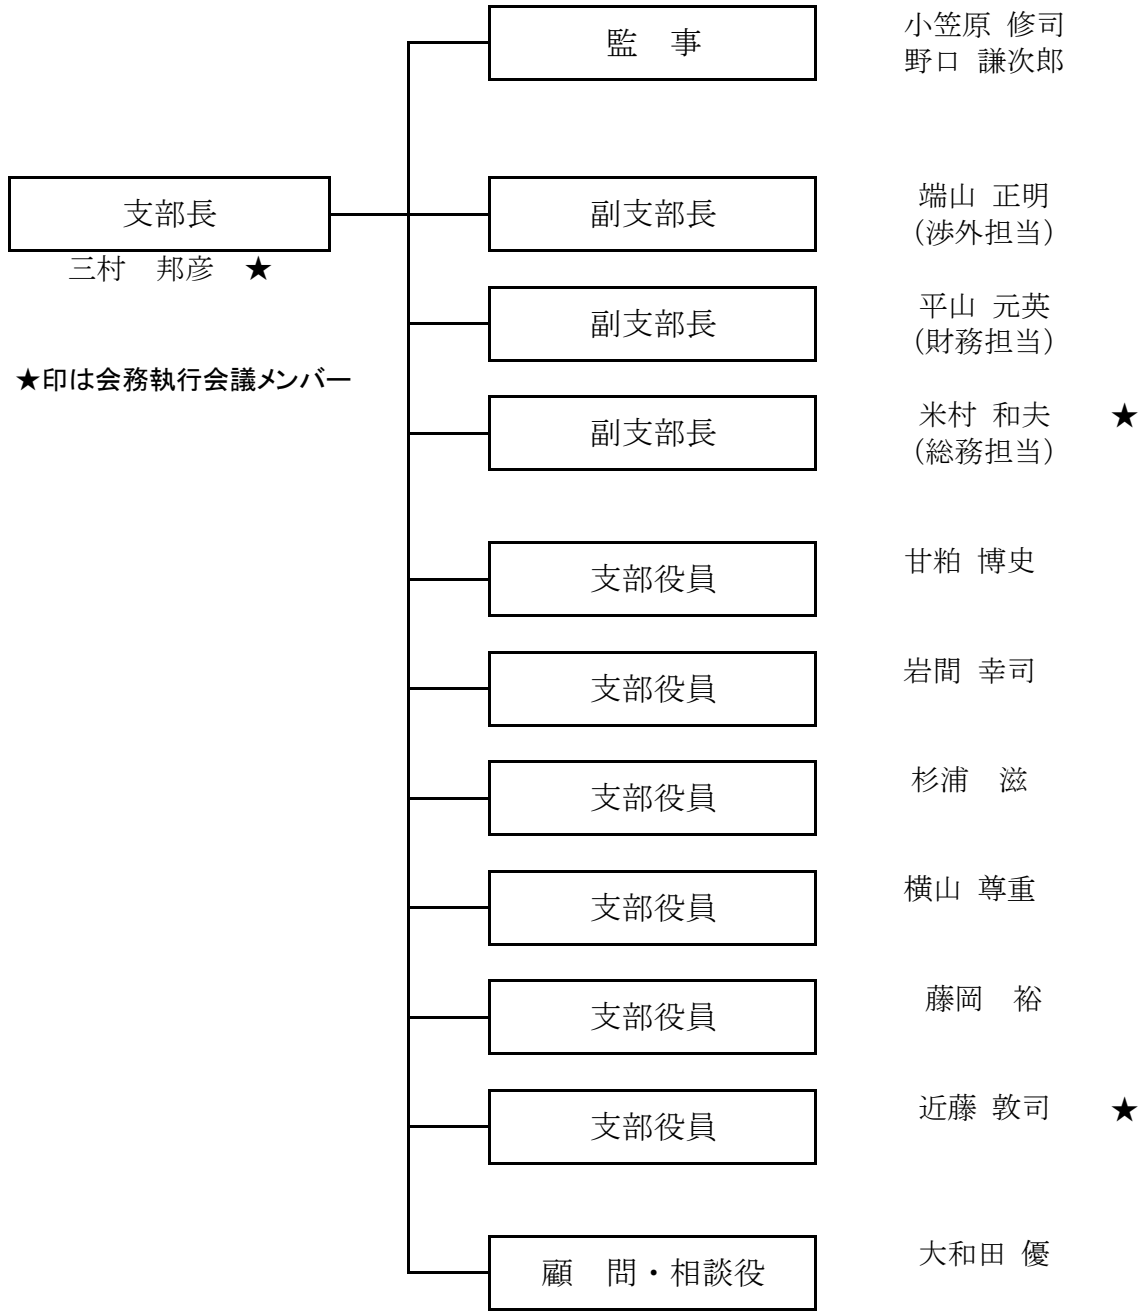 監　事
小笠原 修司
野口 謙次郎
支部長
三村　邦彦　★
★印は会務執行会議メンバー
副支部長
端山 正明
(渉外担当)
副支部長
平山 元英
(財務担当)
副支部長
米村 和夫　★
(総務担当)
支部役員
甘粕 博史
支部役員
岩間 幸司
支部役員
杉浦　滋
支部役員
横山 尊重
支部役員
藤岡　裕
支部役員
近藤 敦司　★
顧　問・相談役
大和田 優